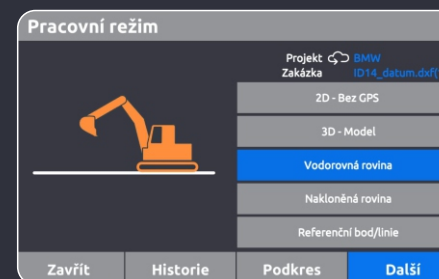 Pracovní režim
Projekt BMW
Zakázka ID14_datum.dxf(
2D - Bez GPS
3D - Model
Vodorovná rovina
Nakloněná rovina
Referenční bod/linie
Zavřít Historie Podkres Další